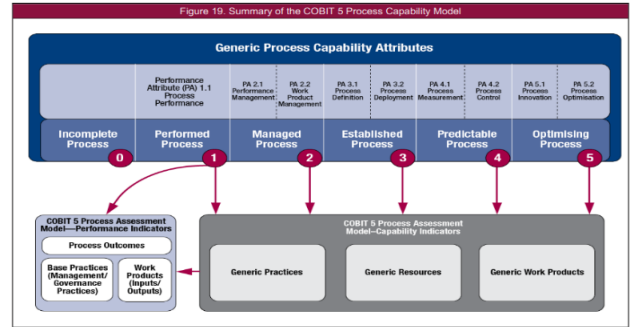 Figure 19. Summary of the COBIT 5 Process Capability Model
Generic Process Capability Attributes
Performance
Attribute (PA) 1.1
Process
Performance
PA 2.1
Performance
Management
PA 2.2
Work
Product
Management
PA 3.1
Process
Definition
PA 3.2
Process
Deployment
PA 4.1
Process
Measurement
PA 4.2
Process
Control
PA 5.1
Process
Innovation
PA 5.2
Process
Optimisation
Incomplete
Process
0
Performed
Process
1
Managed
Process
2
Established
Process
3
Predictable
Process
4
Optimising
Process
5
COBIT 5 Process Assessment
Model—Performance Indicators
Process Outcomes
Base Practices
(Management/
Governance
Practices)
Work
Products
(Inputs/
Outputs)
COBIT 5 Process Assessment
Model–Capability Indicators
Generic Practices
Generic Resources
Generic Work Products